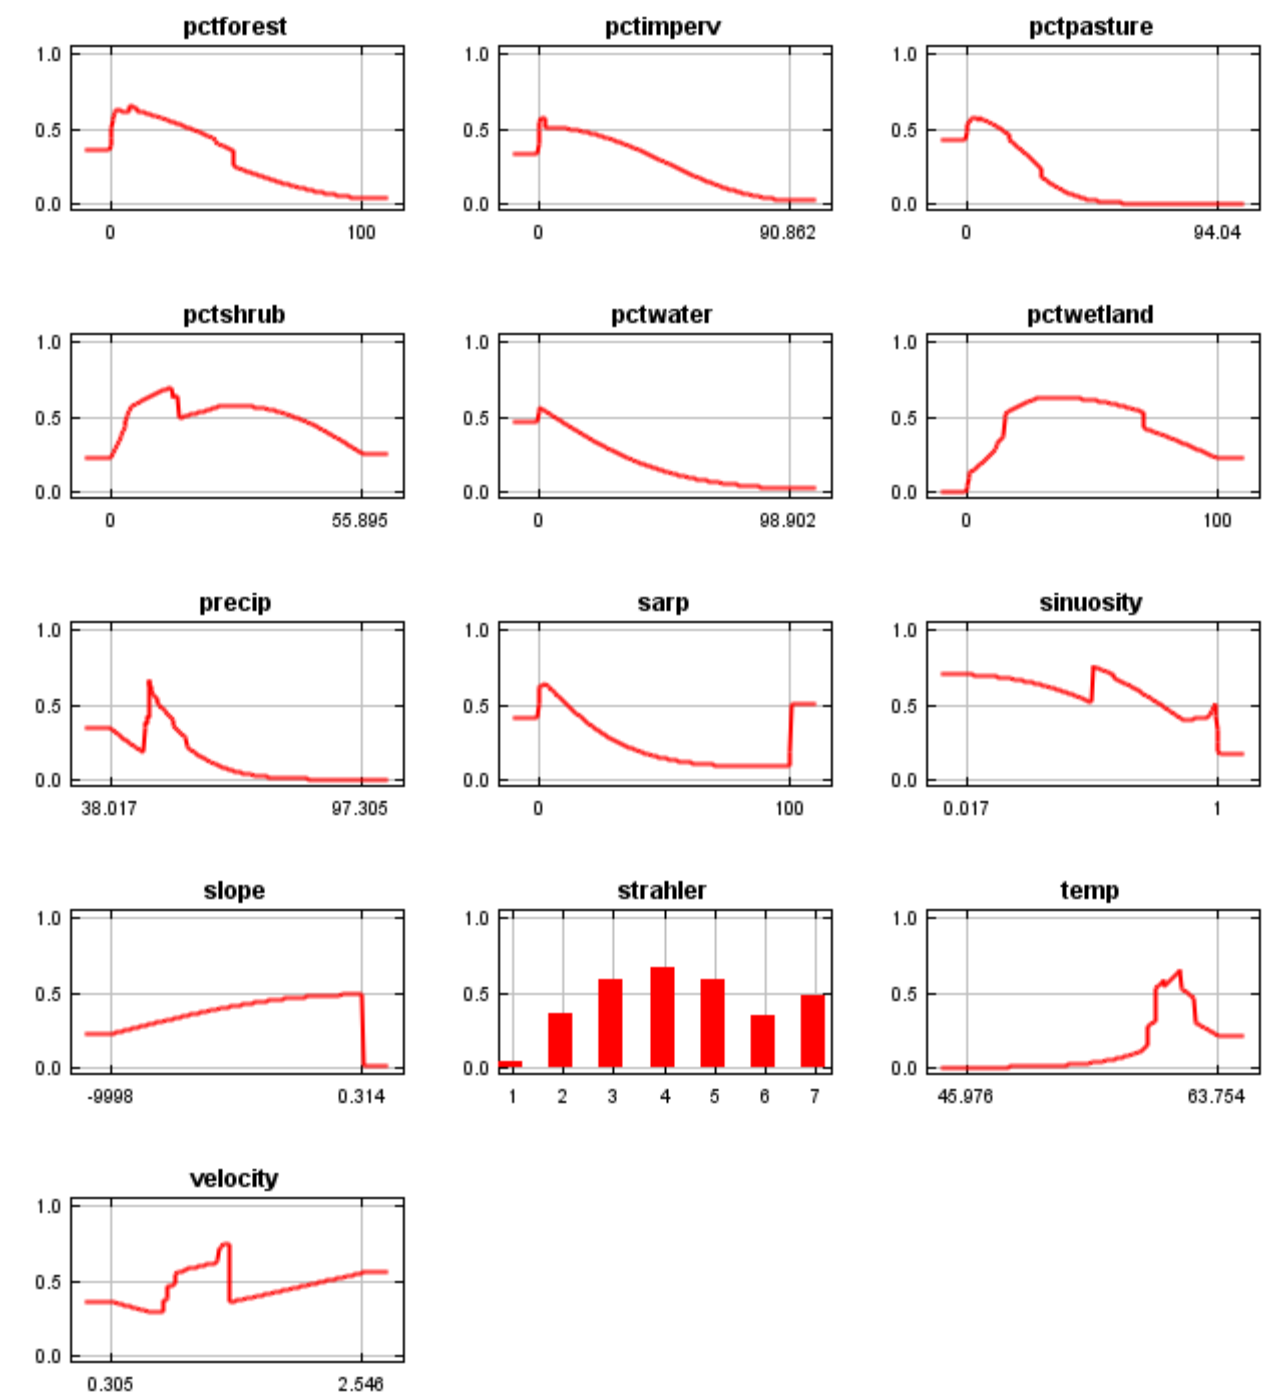 pctforest pctimperv pctpasture
1.0 1.0 1.0
0.5 0.5 0.5
0.0 0.0 0.0
0 100 0 90.862 0 94.04
pctshrub pctwater pctwetland
1.0 1.0 1.0
0.5 0.5 0.5
0.0 0.0 0.0
0 55.895 0 98.902 0 100
precip sarp sinuosity
1.0 1.0 1.0
0.5 0.5 0.5
0.0 0.0 0.0
38.017 97.305 0 100 0.017 1
slope strahler temp
1.0 1.0 1.0
0.5 0.5 0.5
0.0 0.0 0.0
-9998 0.314 1 2 3 4 5 6 7 45.976 63.754
velocity
1.0
0.5
0.0
0.305 2.546